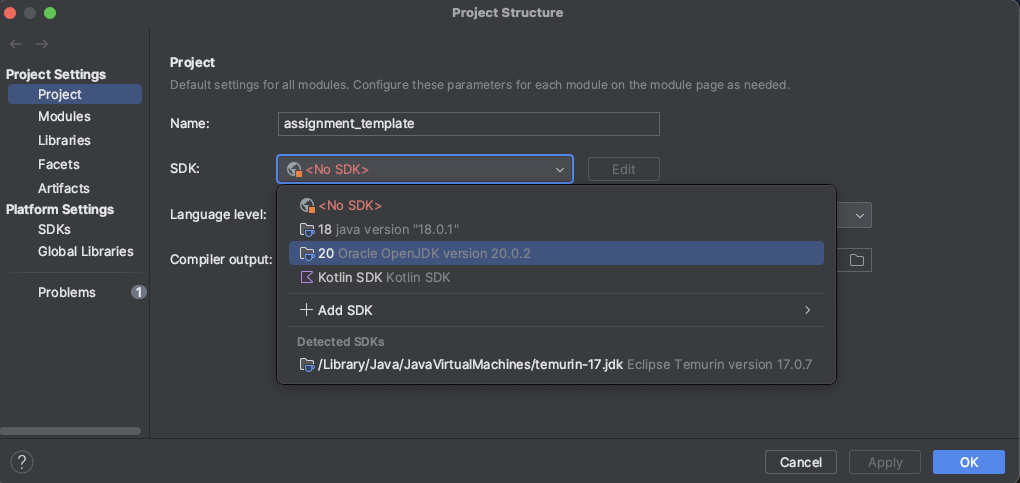 Project Structure
Project Settings
Project
Modules
Libraries
Facets
Artifacts
Platform Settings
SDKs
Global Libraries
Problems 1
Project
Default settings for all modules. Configure these parameters for each module on the module page as needed.
Name: assignment_template
SDK: <No SDK> Edit
<No SDK>
18 java version "18.0.1"
Language level:
20 Oracle OpenJDK version 20.0.2
Compiler output:
Kotlin SDK Kotlin SDK
Add SDK
Detected SDKs
/Library/Java/JavaVirtualMachines/temurin-17.jdk Eclipse Temurin version 17.0.7
? Cancel Apply OK